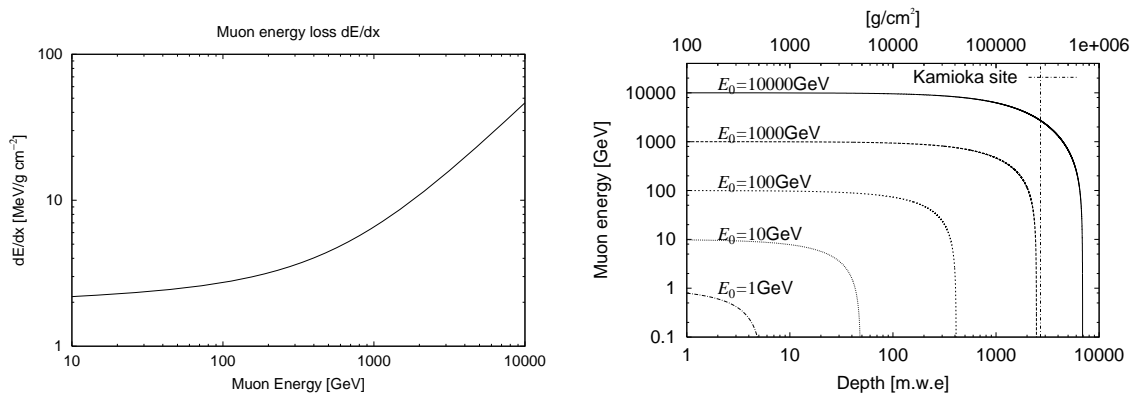 Muon energy loss dE/dx
100
10
1
10
100
1000
10000
dE/dx [MeV/g cm⁻²]
Muon Energy [GeV]
[g/cm²]
100
1000
10000
100000
1e+006
Kamioka site
E₀=10000GeV
E₀=1000GeV
E₀=100GeV
E₀=10GeV
E₀=1GeV
10000
1000
100
10
1
0.1
1
10
100
1000
10000
Muon energy [GeV]
Depth [m.w.e]